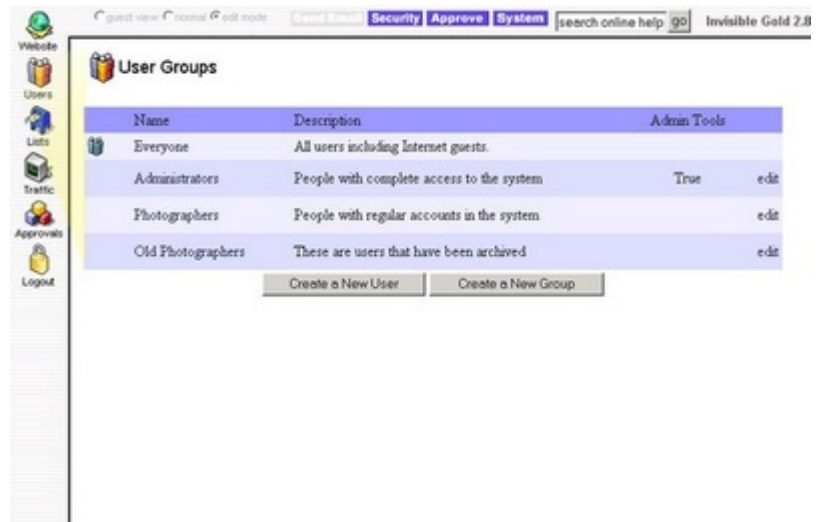 guest view normal edit mode Send Email Security Approve System search online help go Invisible Gold 2.8
Website
Users
Lists
Traffic
Approvals
Logout
User Groups
Name Description Admin Tools
Everyone All users including Internet guests.
Administrators People with complete access to the system True edit
Photographers People with regular accounts in the system edit
Old Photographers These are users that have been archived edit
Create a New User Create a New Group